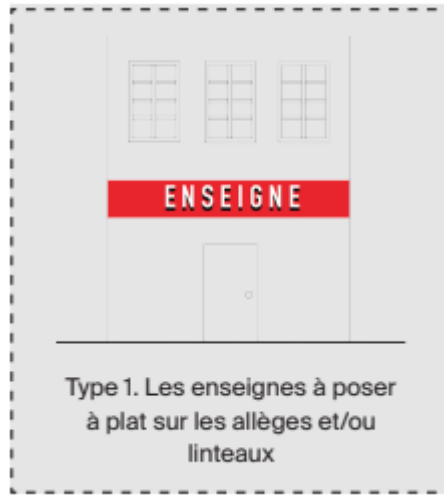 ENSEIGNE
Type 1. Les enseignes à poser
à plat sur les allèges et/ou
linteaux